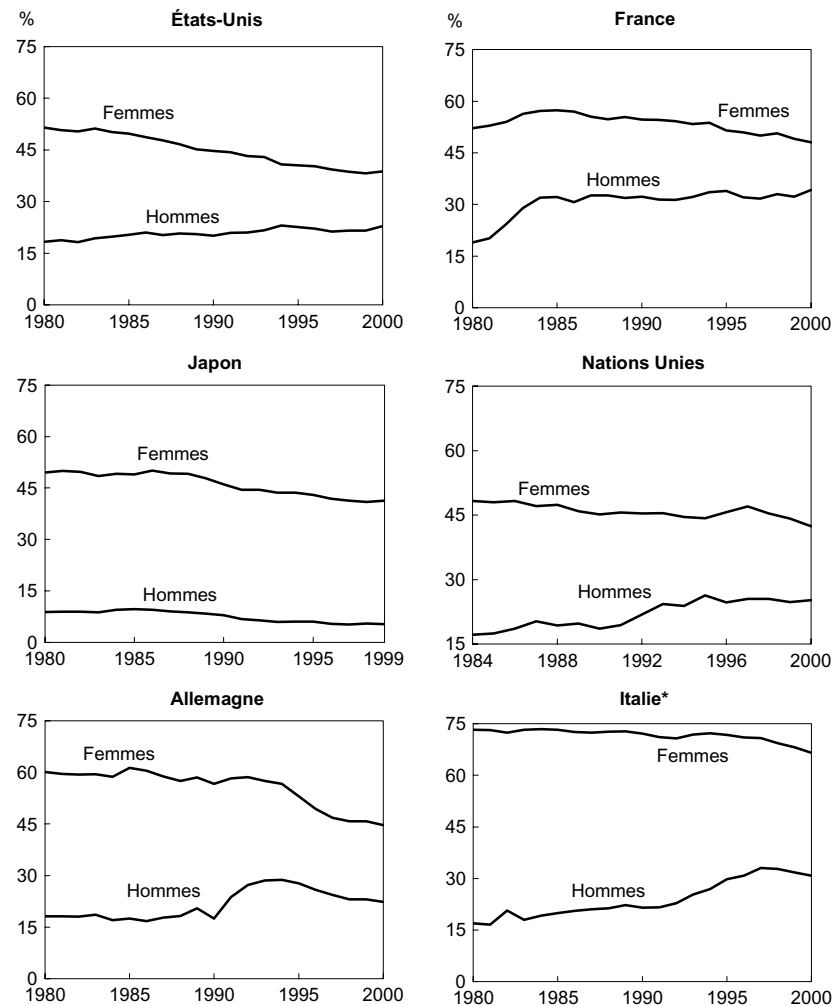 États-Unis
%
75
60
45
30
15
0
Femmes
Hommes
1980 1985 1990 1995 2000
France
%
75
60
45
30
15
0
Femmes
Hommes
1980 1985 1990 1995 2000
Japon
75
60
45
30
15
0
Femmes
Hommes
1980 1985 1990 1995 1999
Nations Unies
75
60
45
30
15
Femmes
Hommes
1984 1988 1992 1996 2000
Allemagne
75
60
45
30
15
0
Femmes
Hommes
1980 1985 1990 1995 2000
Italie*
75
60
45
30
15
0
Femmes
Hommes
1980 1985 1990 1995 2000